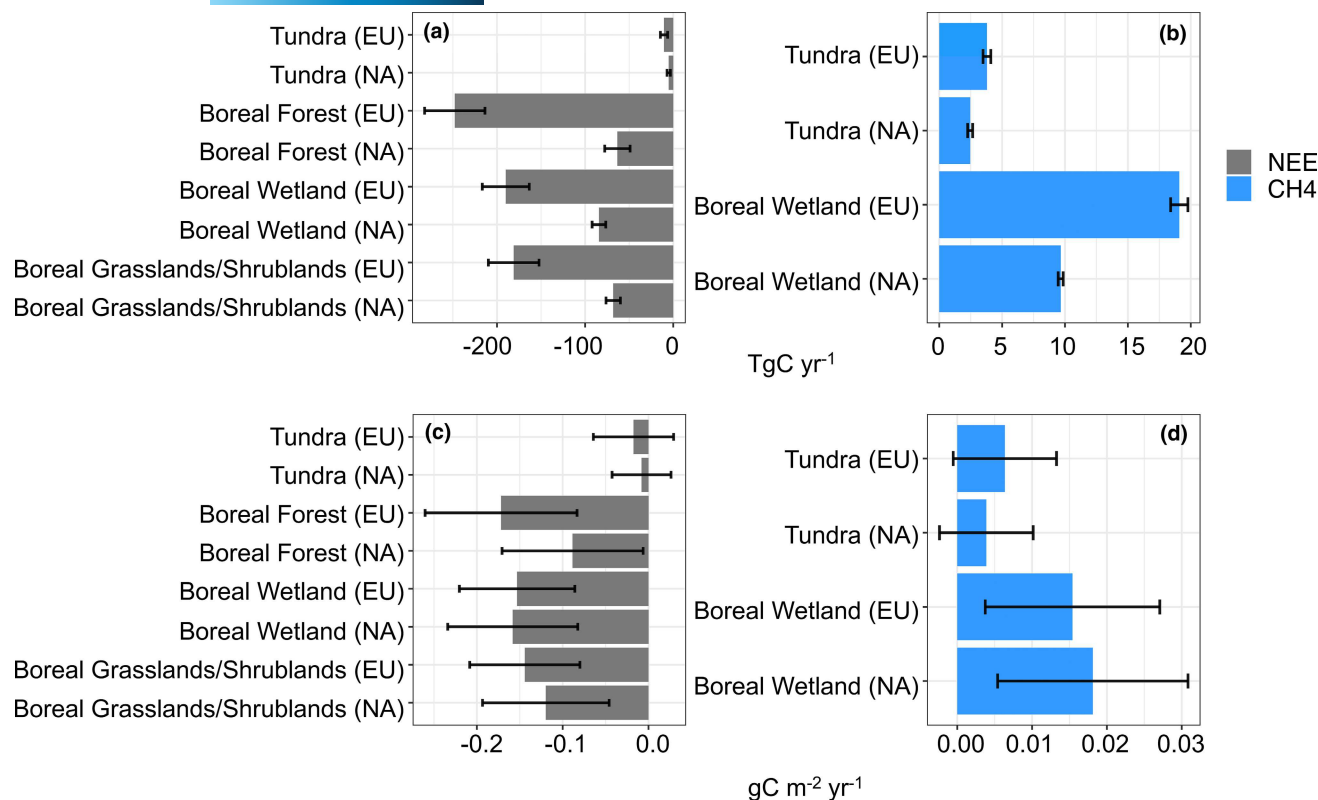 (a)
Tundra (EU)
Tundra (NA)
Boreal Forest (EU)
Boreal Forest (NA)
Boreal Wetland (EU)
Boreal Wetland (NA)
Boreal Grasslands/Shrublands (EU)
Boreal Grasslands/Shrublands (NA)
-200 -100 0
(b)
Tundra (EU)
Tundra (NA)
Boreal Wetland (EU)
Boreal Wetland (NA)
0 5 10 15 20
NEE
CH4
TgC yr⁻¹
(c)
Tundra (EU)
Tundra (NA)
Boreal Forest (EU)
Boreal Forest (NA)
Boreal Wetland (EU)
Boreal Wetland (NA)
Boreal Grasslands/Shrublands (EU)
Boreal Grasslands/Shrublands (NA)
-0.2 -0.1 0.0
(d)
Tundra (EU)
Tundra (NA)
Boreal Wetland (EU)
Boreal Wetland (NA)
0.00 0.01 0.02 0.03
gC m⁻² yr⁻¹